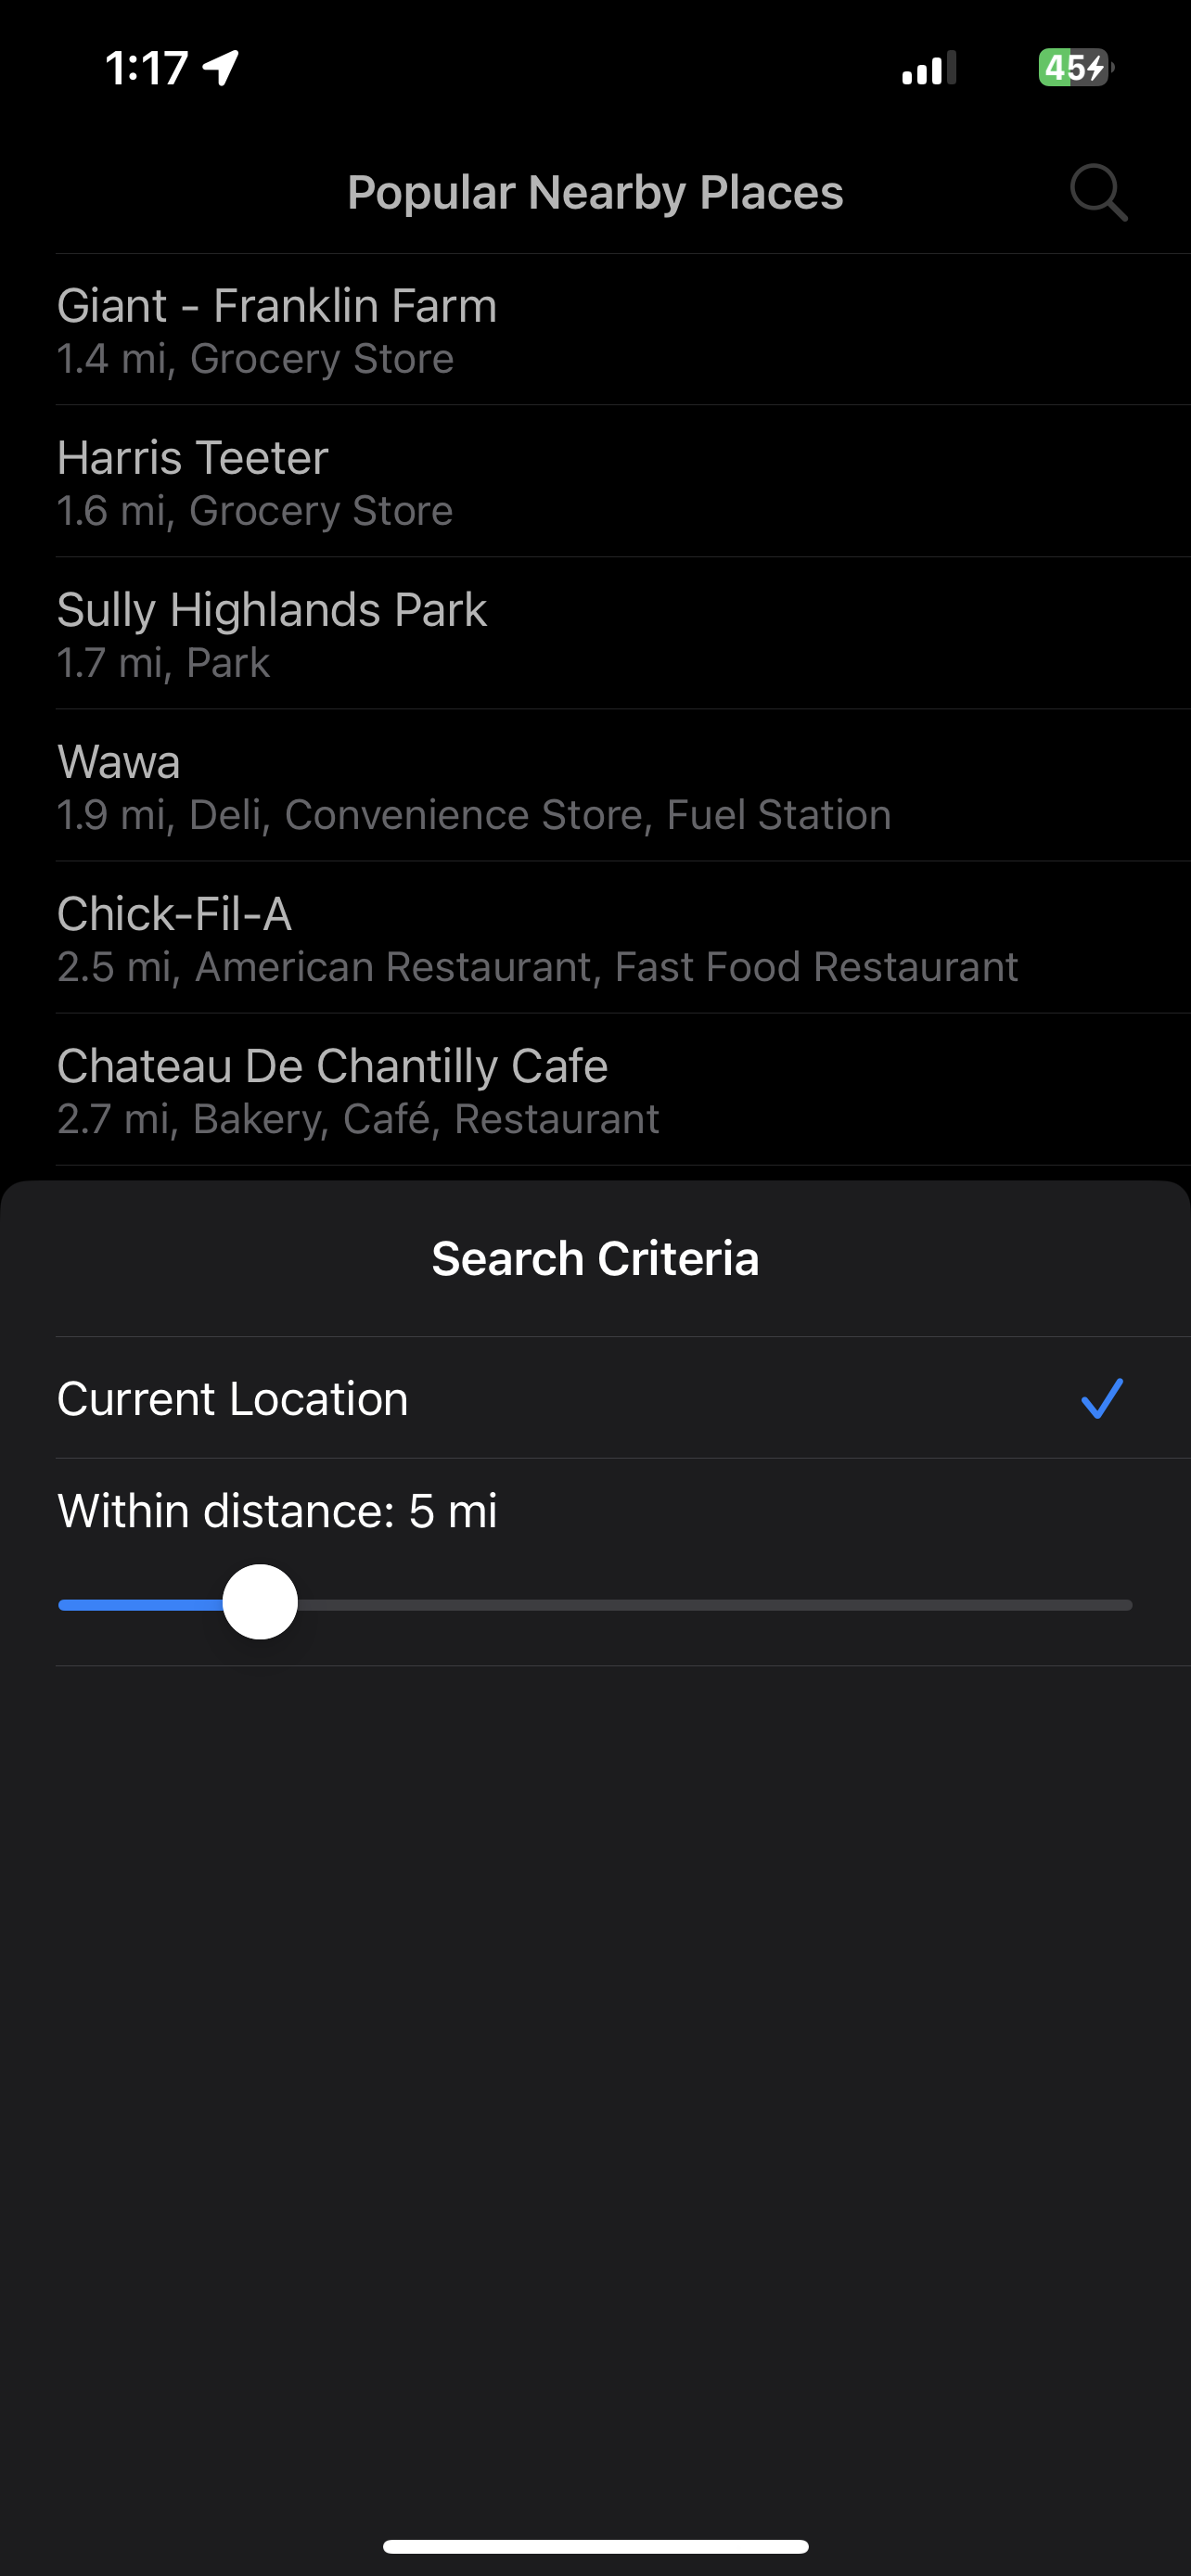 1:17
45
Popular Nearby Places
Giant - Franklin Farm
1.4 mi, Grocery Store
Harris Teeter
1.6 mi, Grocery Store
Sully Highlands Park
1.7 mi, Park
Wawa
1.9 mi, Deli, Convenience Store, Fuel Station
Chick-Fil-A
2.5 mi, American Restaurant, Fast Food Restaurant
Chateau De Chantilly Cafe
2.7 mi, Bakery, Café, Restaurant
Search Criteria
Current Location
Within distance: 5 mi